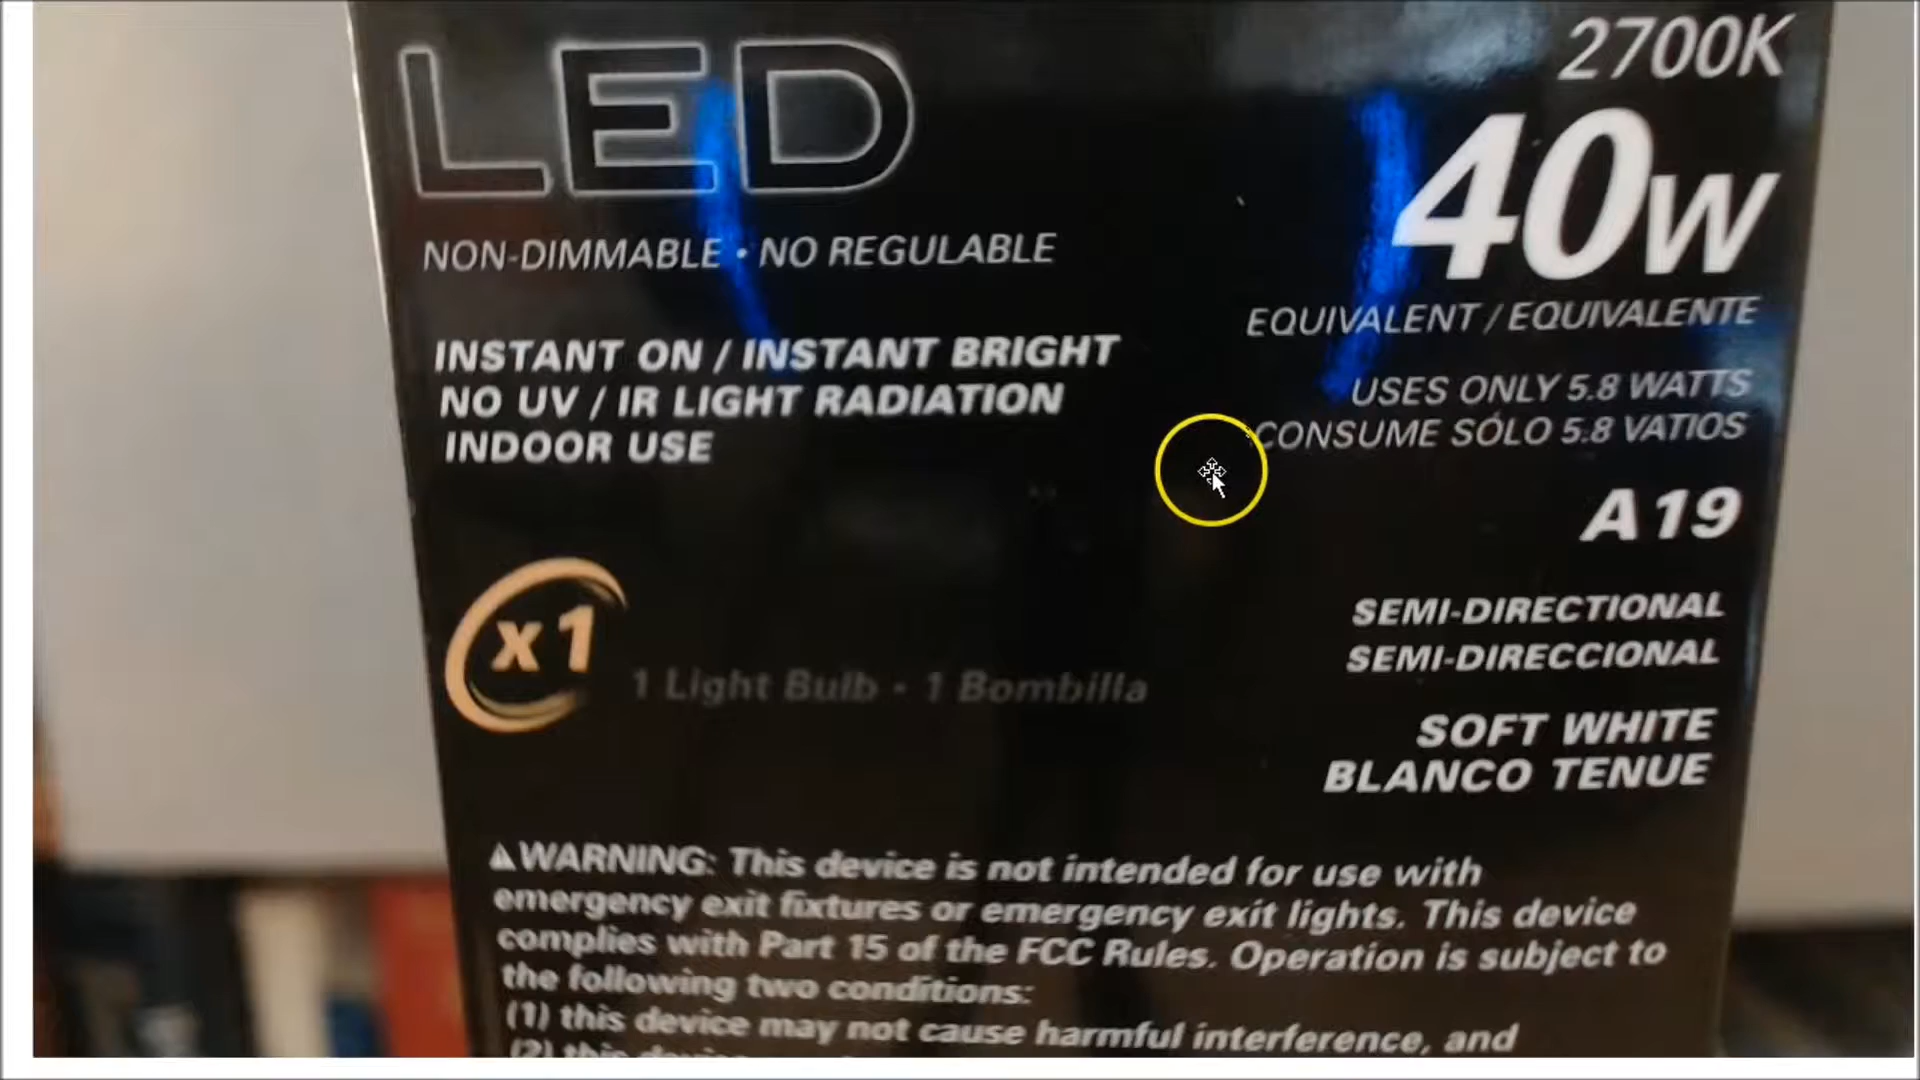 LED
2700K
40W
NON-DIMMABLE • NO REGULABLE
EQUIVALENT / EQUIVALENTE
INSTANT ON / INSTANT BRIGHT
NO UV / IR LIGHT RADIATION
INDOOR USE
USES ONLY 5.8 WATTS
CONSUME SÓLO 5.8 VATIOS
A19
x1
1 Light Bulb - 1 Bombilla
SEMI-DIRECTIONAL
SEMI-DIRECCIONAL
SOFT WHITE
BLANCO TENUE
⚠WARNING: This device is not intended for use with
emergency exit fixtures or emergency exit lights. This device
complies with Part 15 of the FCC Rules. Operation is subject to
the following two conditions:
(1) this device may not cause harmful interference, and
(2) this